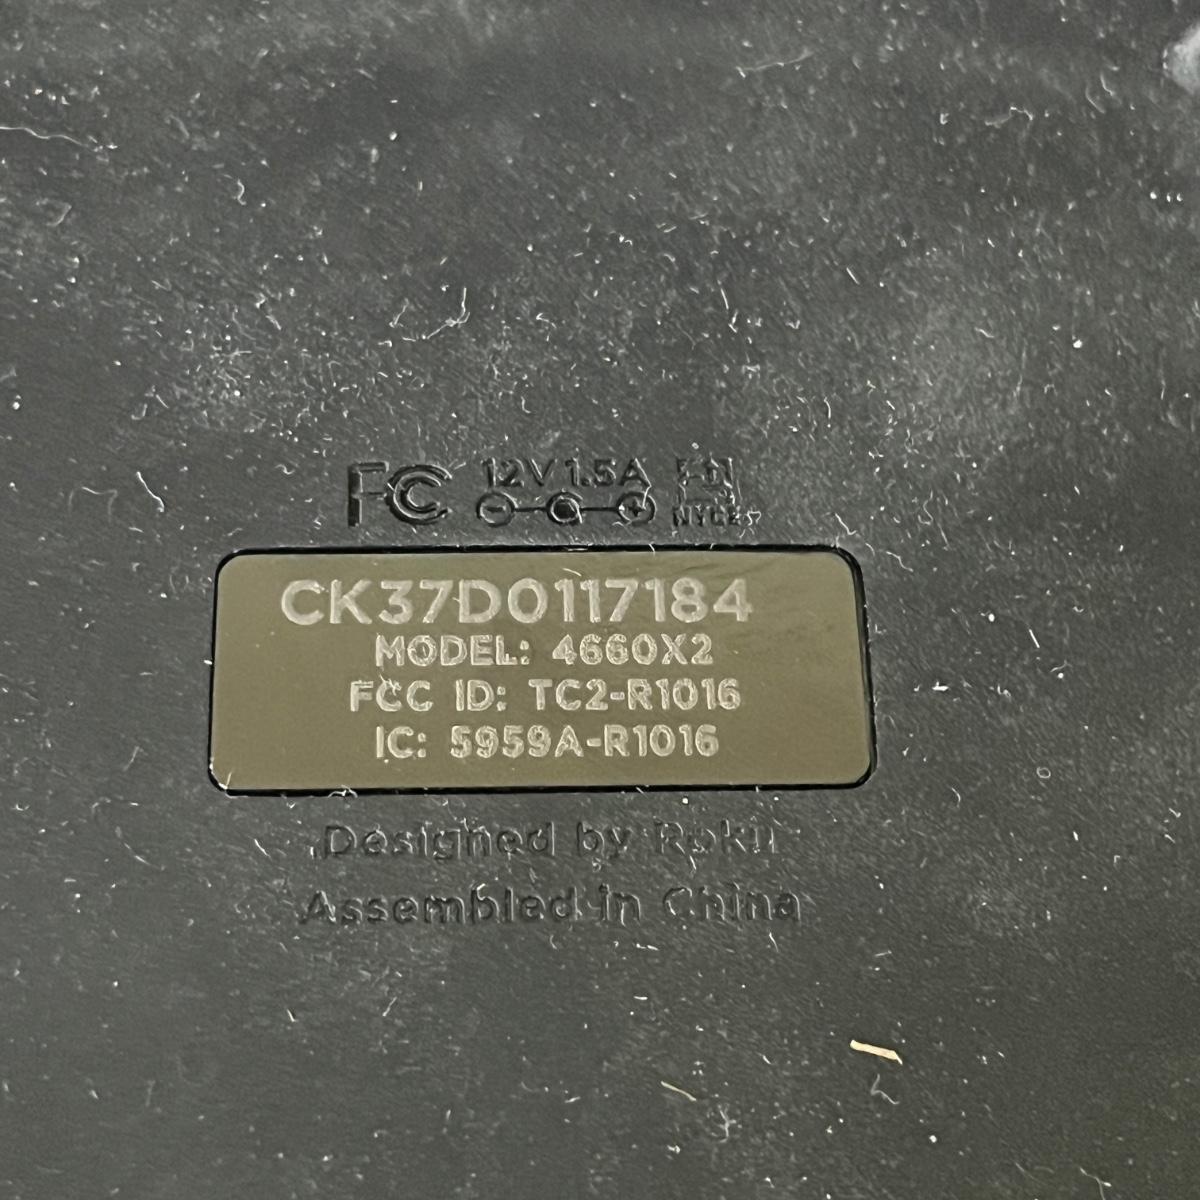 FC 12V 1.5A NYCE
CK37D0117184
MODEL: 4660X2
FCC ID: TC2-R1016
IC: 5959A-R1016
Designed by Roku
Assembled in China